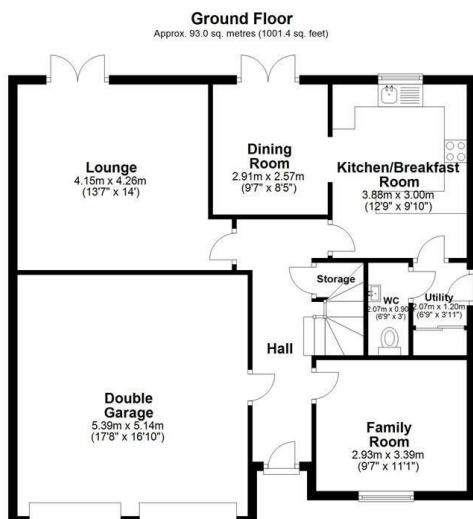 Ground Floor
Approx. 93.0 sq. metres (1001.4 sq. feet)
Lounge
4.15m x 4.26m
(13'7" x 14')
Dining
Room
2.91m x 2.57m
(9'7" x 8'5")
Kitchen/Breakfast
Room
3.88m x 3.00m
(12'9" x 9'10")
Storage
WC
2.07m x 0.90m
(6'9" x 3')
Utility
2.07m x 1.20m
(6'9" x 3'11")
Hall
Double
Garage
5.39m x 5.14m
(17'8" x 16'10")
Family
Room
2.93m x 3.39m
(9'7" x 11'1")